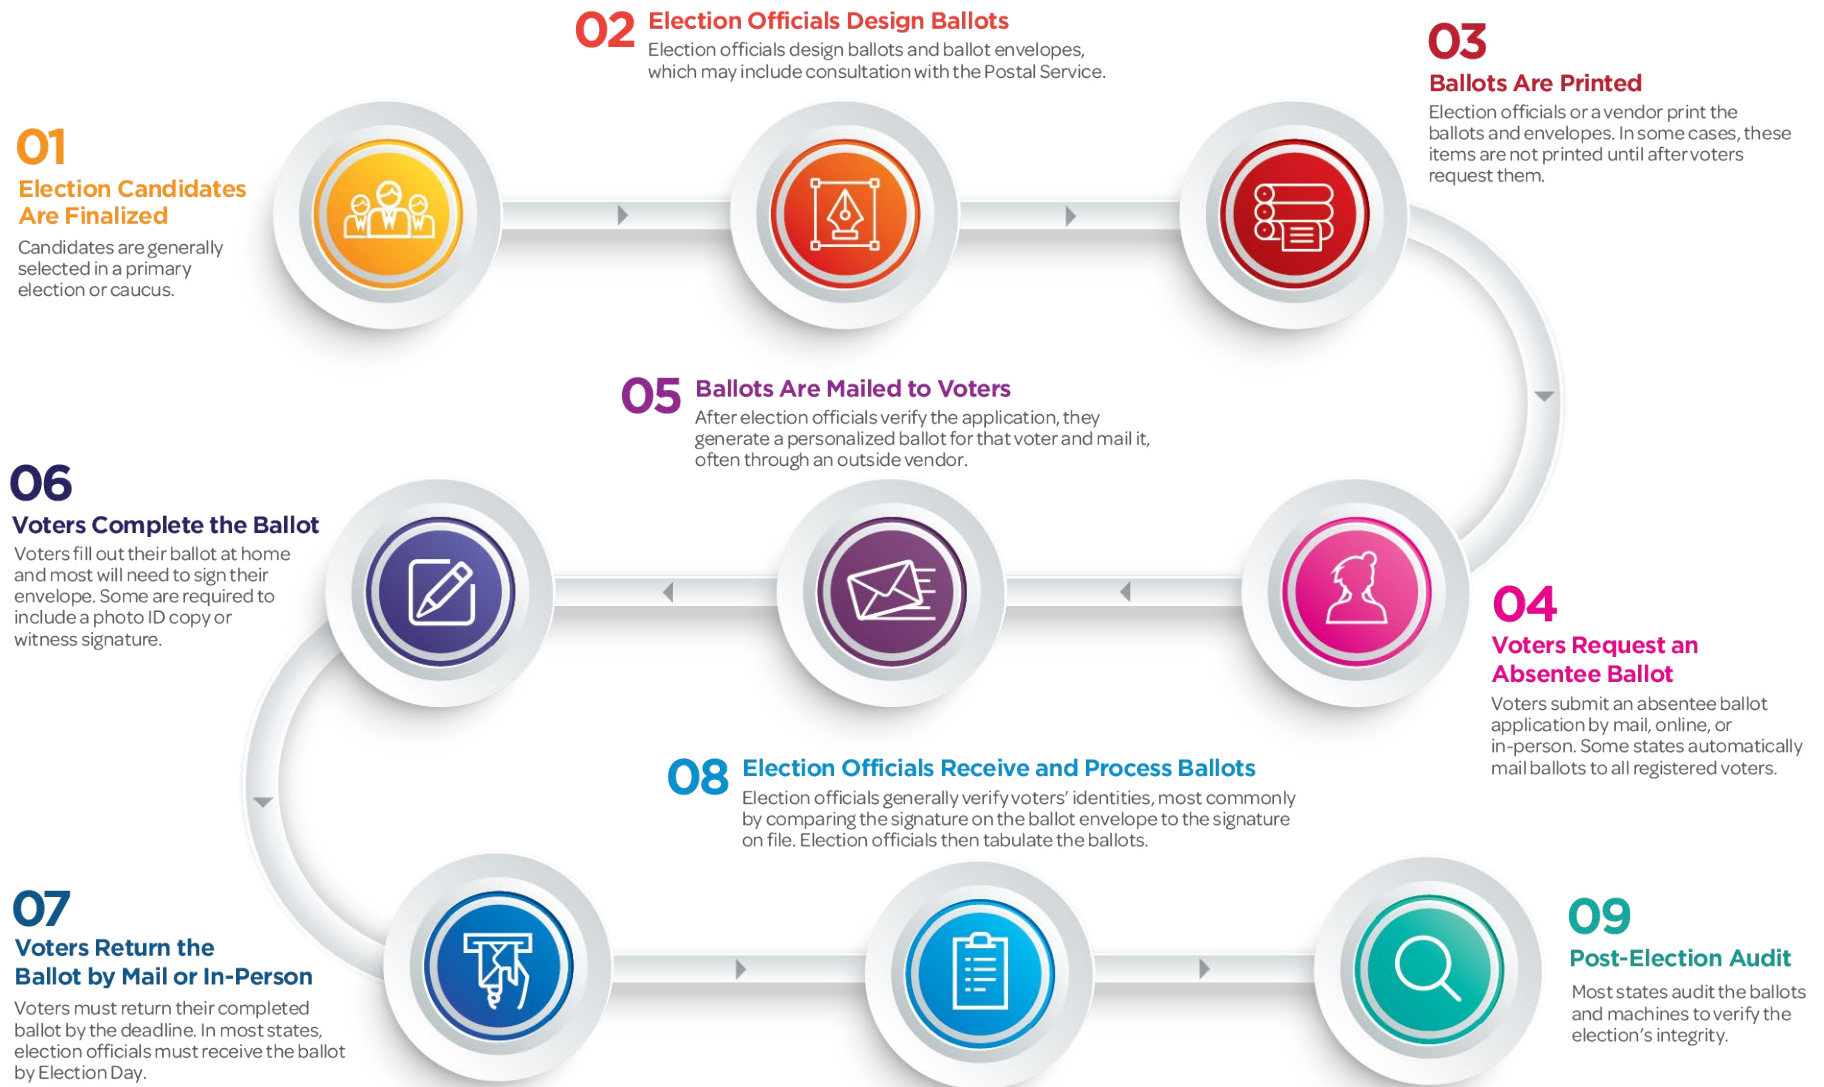 01
Election Candidates
Are Finalized
Candidates are generally
selected in a primary
election or caucus.
02
Election Officials Design Ballots
Election officials design ballots and ballot envelopes,
which may include consultation with the Postal Service.
03
Ballots Are Printed
Election officials or a vendor print the
ballots and envelopes. In some cases, these
items are not printed until after voters
request them.
04
Voters Request an
Absentee Ballot
Voters submit an absentee ballot
application by mail, online, or
in-person. Some states automatically
mail ballots to all registered voters.
05
Ballots Are Mailed to Voters
After election officials verify the application, they
generate a personalized ballot for that voter and mail it,
often through an outside vendor.
06
Voters Complete the Ballot
Voters fill out their ballot at home
and most will need to sign their
envelope. Some are required to
include a photo ID copy or
witness signature.
07
Voters Return the
Ballot by Mail or In-Person
Voters must return their completed
ballot by the deadline. In most states,
election officials must receive the ballot
by Election Day.
08
Election Officials Receive and Process Ballots
Election officials generally verify voters’ identities, most commonly
by comparing the signature on the ballot envelope to the signature
on file. Election officials then tabulate the ballots.
09
Post-Election Audit
Most states audit the ballots
and machines to verify the
election’s integrity.